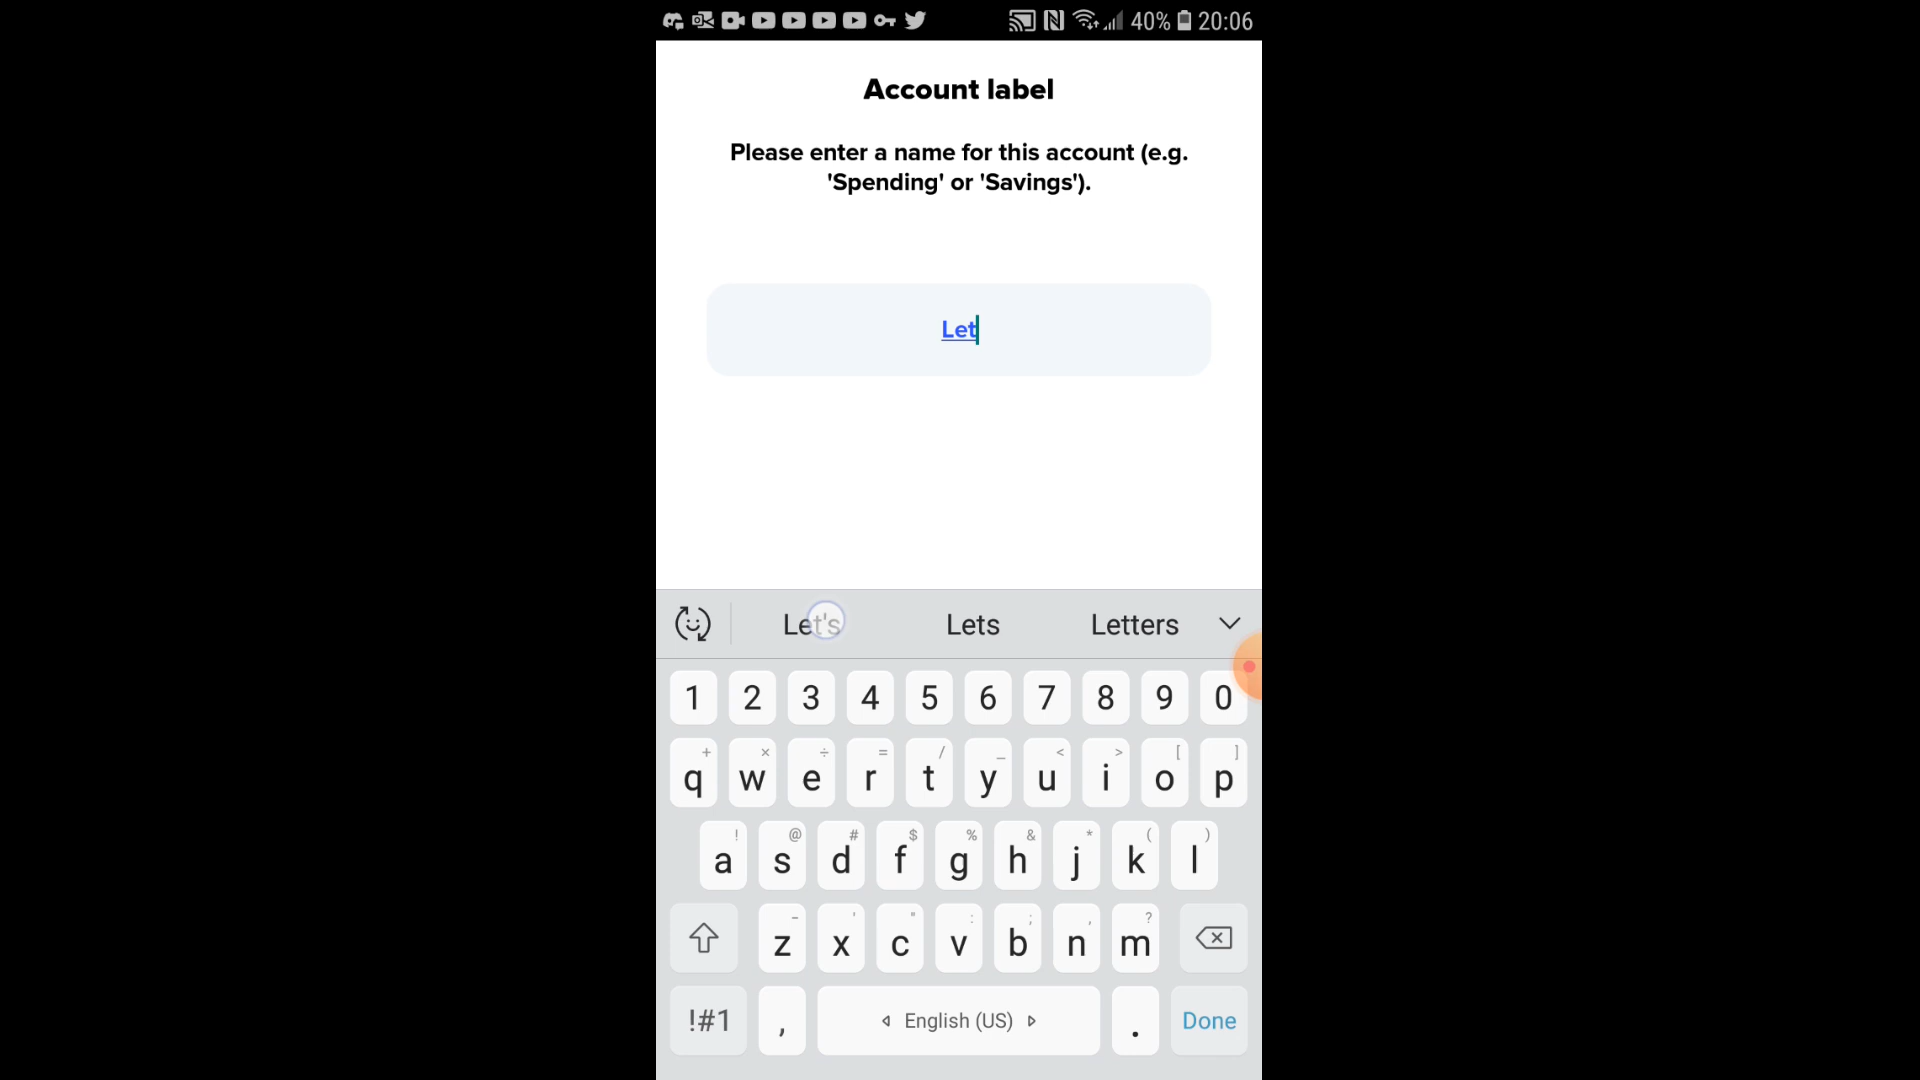 40% 20:06
Account label
Please enter a name for this account (e.g.
'Spending' or 'Savings').
Let
Let's Lets Letters
1 2 3 4 5 6 7 8 9 0
+ × ÷ = / _ < > [ ]
q w e r t y u i o p
! @ # $ % & * ( )
a s d f g h j k l
- ' " : ; , ?
z x c v b n m
!#1 , English (US) . Done